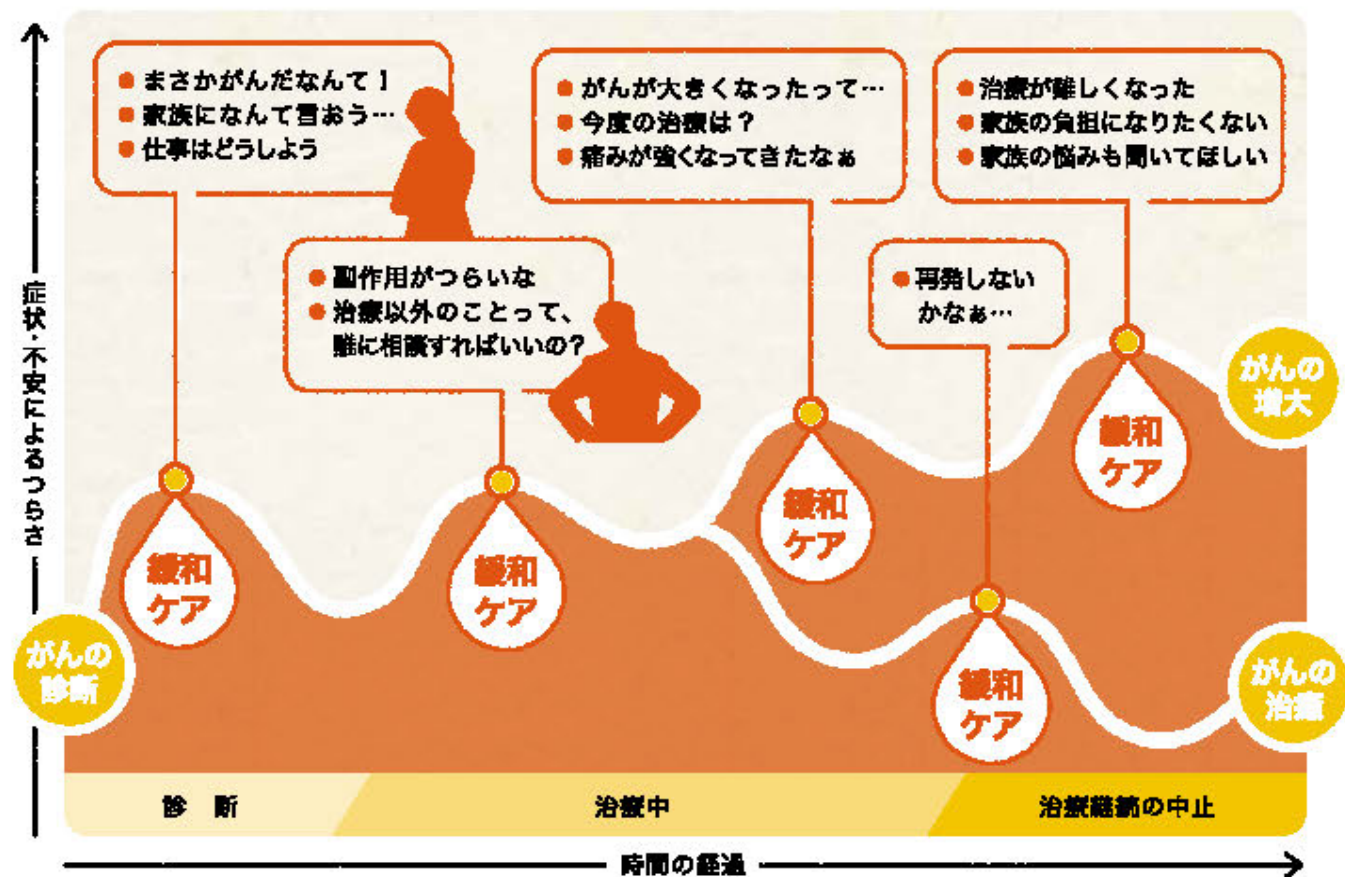 症状・不安によるつらさ
● まさかがんだなんて！
● 家族になんて言おう…
● 仕事はどうしよう
● 副作用がつらいな
● 治療以外のことって、
誰に相談すればいいの？
● がんが大きくなったって…
● 今度の治療は？
● 痛みが強くなってきたなぁ
● 再発しない
かなぁ…
● 治療が難しくなった
● 家族の負担になりたくない
● 家族の悩みも聞いてほしい
がんの
診断
緩和
ケア
緩和
ケア
緩和
ケア
緩和
ケア
緩和
ケア
がんの
増大
がんの
治癒
診 断
治療中
治療継続の中止
時間の経過